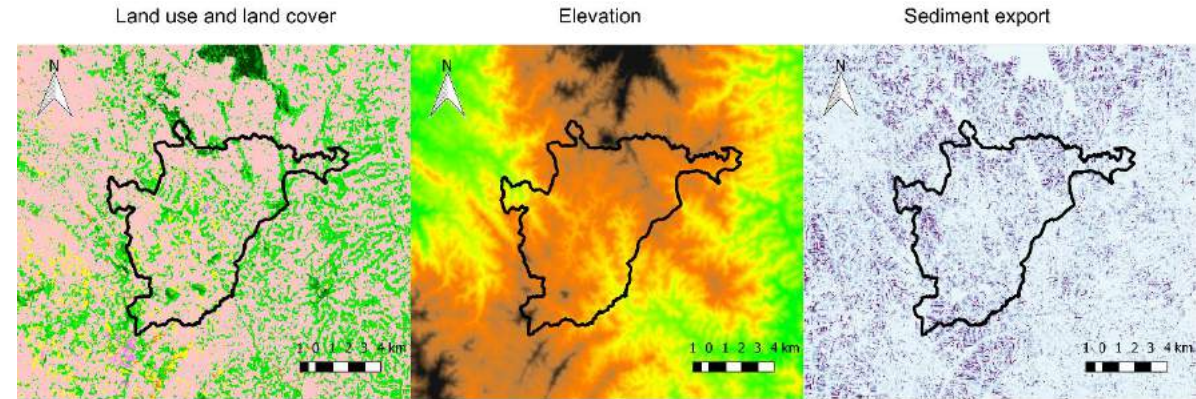 Land use and land cover
Elevation
Sediment export
N
N
N
1 0 1 2 3 4 km
1 0 1 2 3 4 km
1 0 1 2 3 4 km